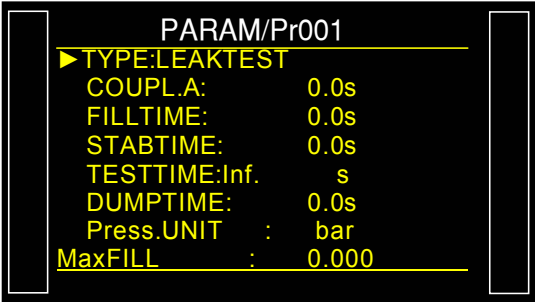 PARAM/Pr001
►TYPE:LEAKTEST
COUPL.A: 0.0s
FILLTIME: 0.0s
STABTIME: 0.0s
TESTTIME:Inf. s
DUMPTIME: 0.0s
Press.UNIT : bar
MaxFILL : 0.000